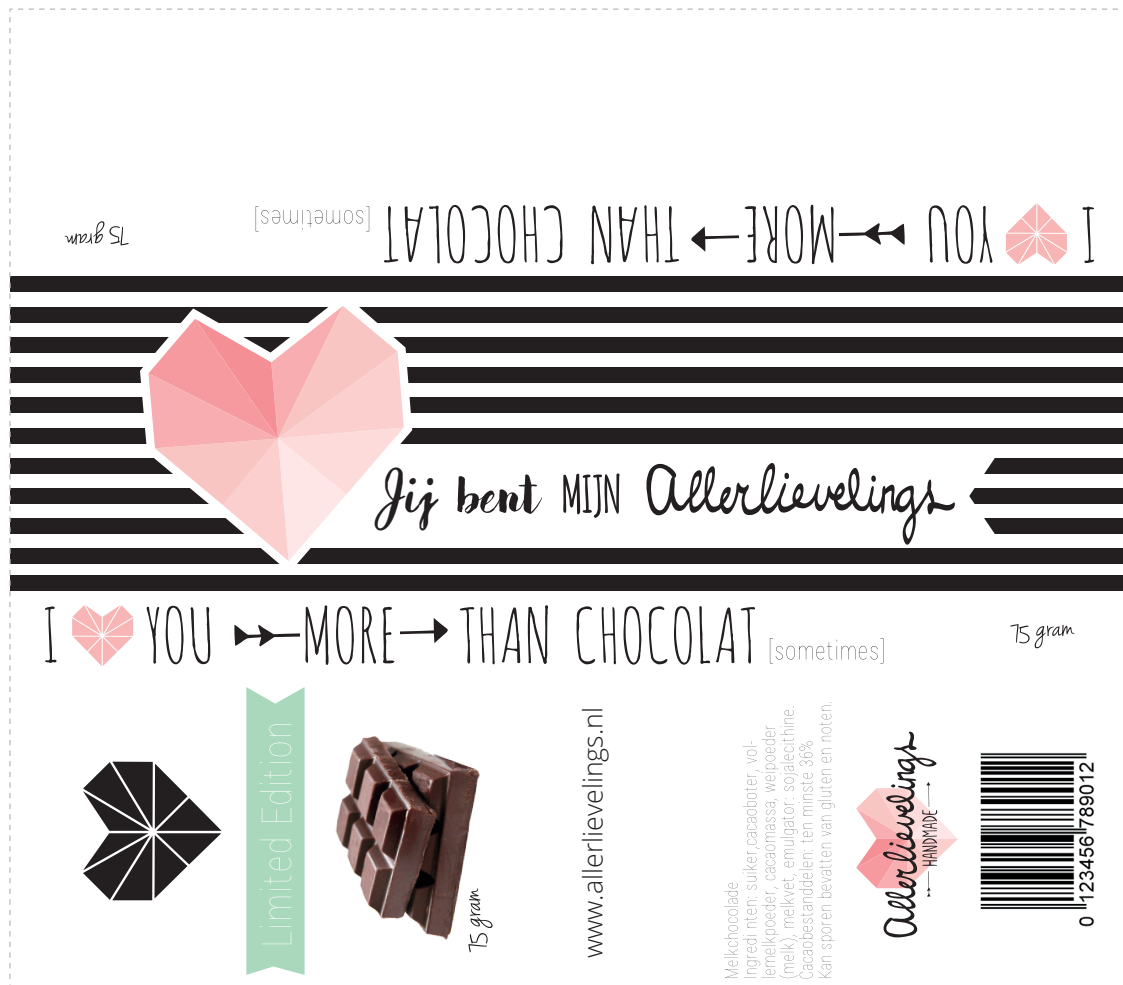 I YOU MORE THAN CHOCOLAT [sometimes]
75 gram
Jij bent MIJN Allerlievelings
I YOU MORE THAN CHOCOLAT [sometimes]
75 gram
Limited Edition
75 gram
www.allerlievelings.nl
Melkchocolade
Ingredi nten: suiker,cacaoboter, vol-
lemelkpoeder, cacaomassa, weipoeder
(melk), melkvet, emulgator: sojalecithine.
Cacaobestanddelen: ten minste 36%
Kan sporen bevatten van gluten en noten.
Allerlievelings
HANDMADE
0 123456 789012